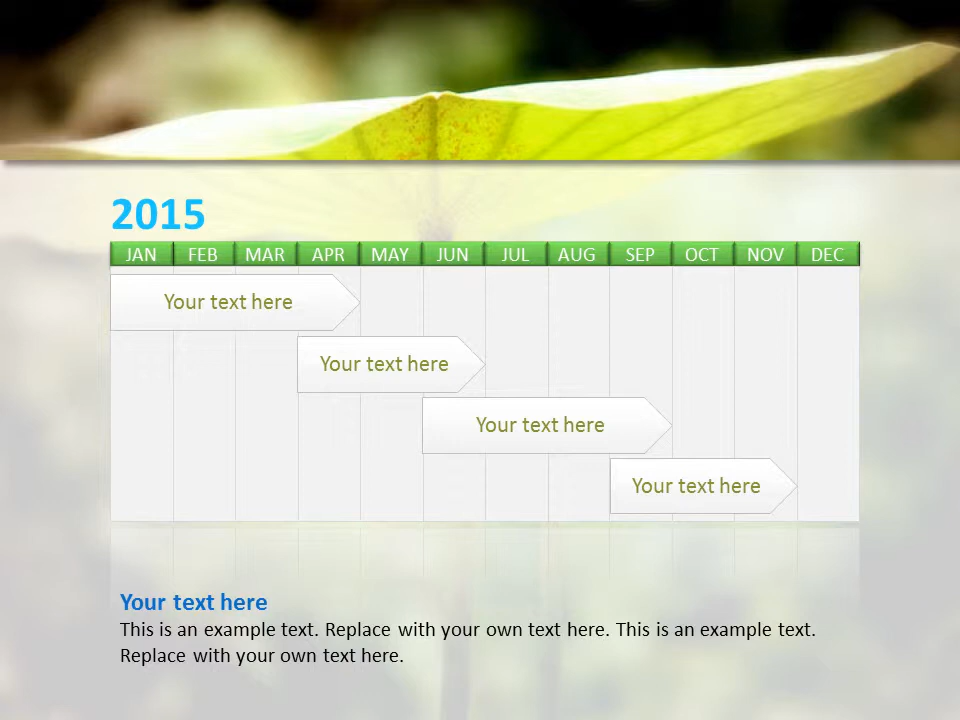 2015
JAN FEB MAR APR MAY JUN JUL AUG SEP OCT NOV DEC
Your text here
Your text here
Your text here
Your text here
Your text here
This is an example text. Replace with your own text here. This is an example text.
Replace with your own text here.